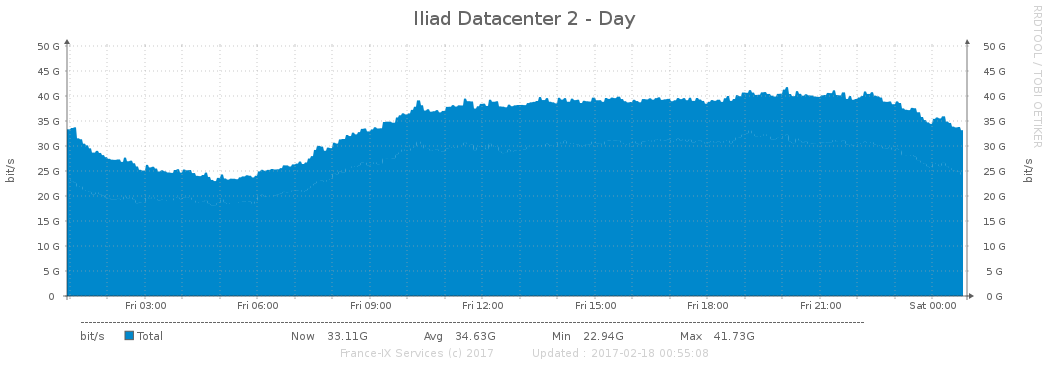 Iliad Datacenter 2 - Day
RRDTOOL / TOBI OETIKER
50 G 50 G
45 G 45 G
40 G 40 G
35 G 35 G
30 G 30 G
25 G 25 G
20 G 20 G
15 G 15 G
10 G 10 G
5 G 5 G
0 0 G
bit/s bit/s
Fri 03:00 Fri 06:00 Fri 09:00 Fri 12:00 Fri 15:00 Fri 18:00 Fri 21:00 Sat 00:00
bit/s Total Now 33.11G Avg 34.63G Min 22.94G Max 41.73G
France-IX Services (c) 2017 Updated : 2017-02-18 00:55:08